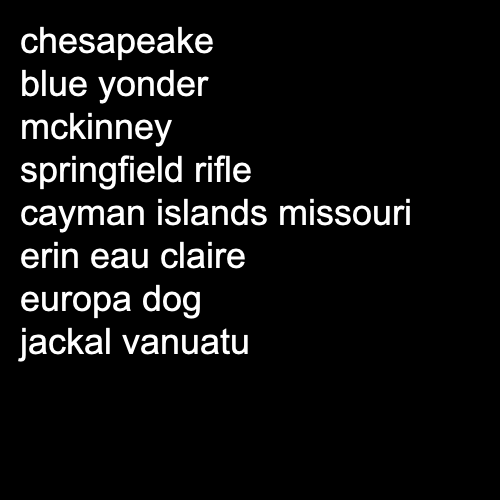 chesapeake
blue yonder
mckinney
springfield rifle
cayman islands missouri
erin eau claire
europa dog
jackal vanuatu